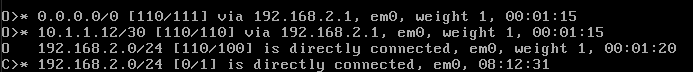 O>* 0.0.0.0/0 [110/111] via 192.168.2.1, em0, weight 1, 00:01:15
O>* 10.1.1.12/30 [110/110] via 192.168.2.1, em0, weight 1, 00:01:15
O   192.168.2.0/24 [110/100] is directly connected, em0, weight 1, 00:01:20
C>* 192.168.2.0/24 [0/1] is directly connected, em0, 08:12:31